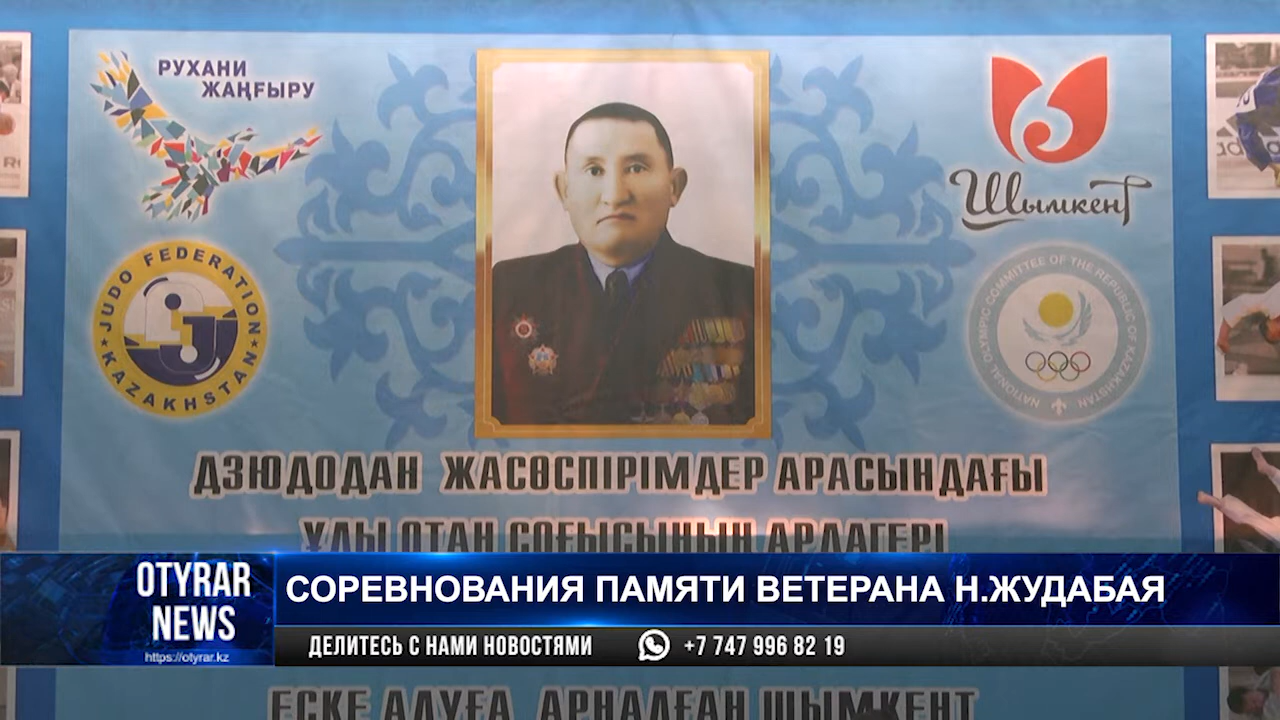 РУХАНИ
ЖАҢҒЫРУ
Шымкент
JUDO FEDERATION
KAZAKHSTAN
NATIONAL OLYMPIC COMMITTEE OF THE REPUBLIC OF KAZAKHSTAN
ДЗЮДОДАН ЖАСӨСПІРІМДЕР АРАСЫНДАҒЫ
ҰЛЫ ОТАН СОҒЫСЫНЫҢ АРДАГЕРІ
OTYRAR
NEWS
https://otyrar.kz
СОРЕВНОВАНИЯ ПАМЯТИ ВЕТЕРАНА Н.ЖУДАБАЯ
ДЕЛИТЕСЬ С НАМИ НОВОСТЯМИ
+7 747 996 82 19
ЕСКЕ АЛУҒА АРНАЛҒАН ШЫМКЕНТ